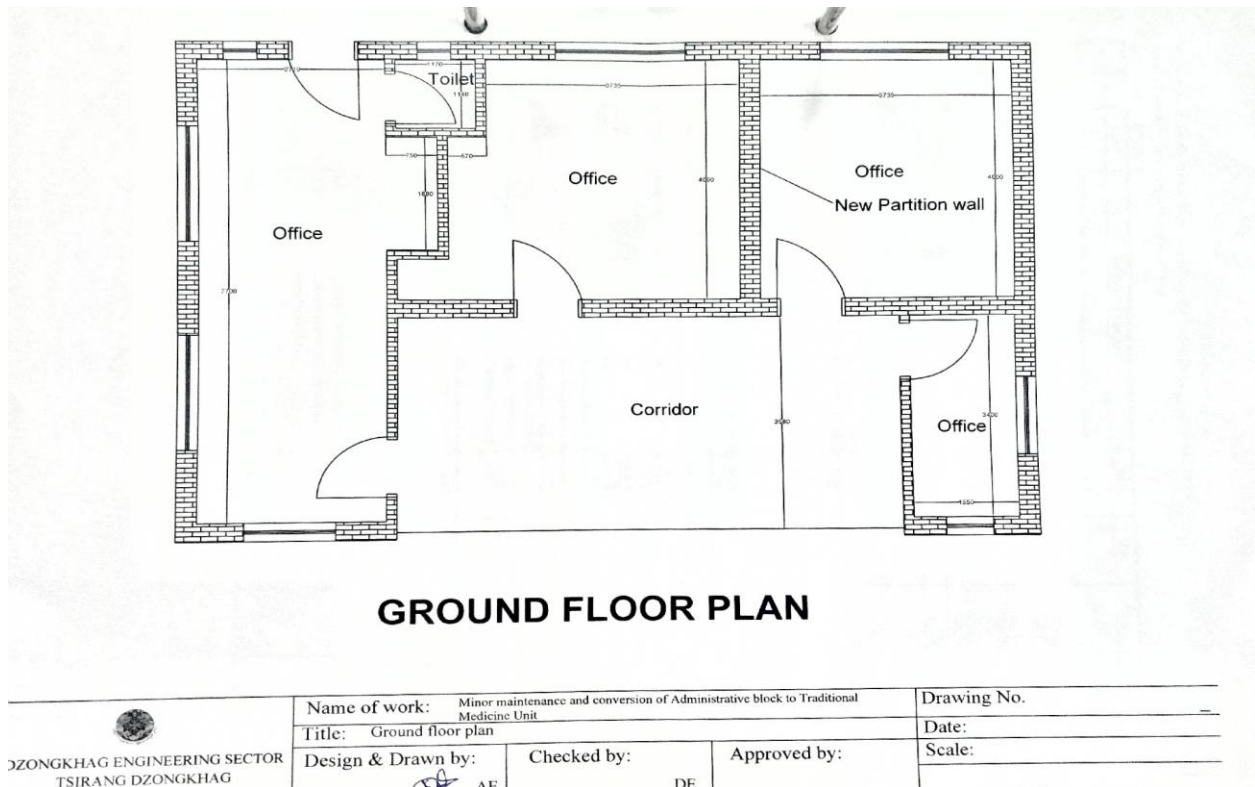 Toilet
1170
Office
Office
New Partition wall
Office
Corridor
Office
GROUND FLOOR PLAN
DZONGKHAG ENGINEERING SECTOR
TSIRANG DZONGKHAG
Name of work: Minor maintenance and conversion of Administrative block to Traditional
Medicine Unit
Title: Ground floor plan
Design & Drawn by:
AE
Checked by:
DE
Approved by:
Drawing No.
Date:
Scale: